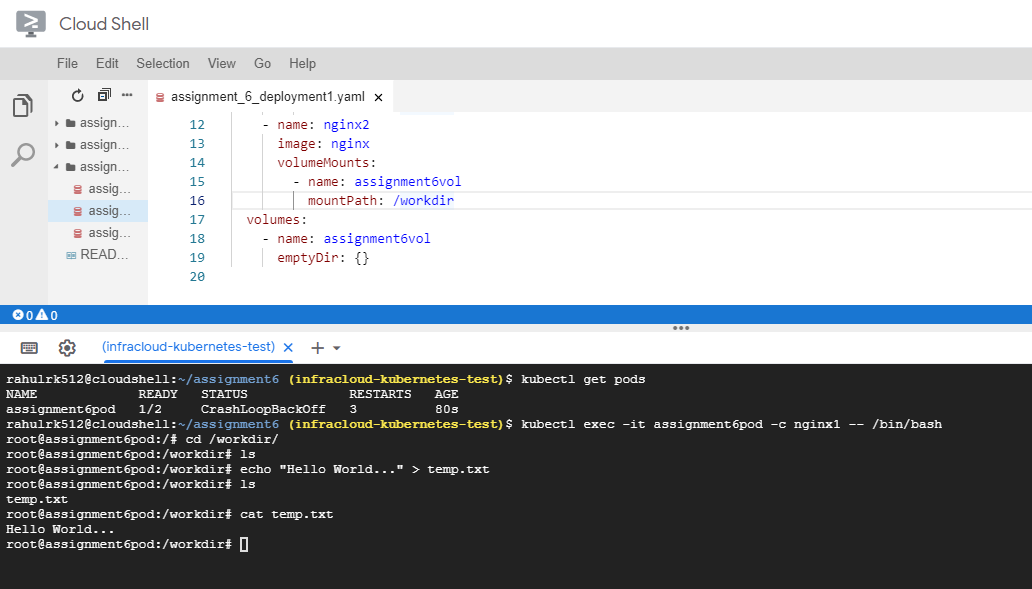 Cloud Shell
File Edit Selection View Go Help
assignment_6_deployment1.yaml ×
assign...
assign...
assign...
assig...
assig...
assig...
READ...
12 - name: nginx2
13 image: nginx
14 volumeMounts:
15 - name: assignment6vol
16 mountPath: /workdir
17 volumes:
18 - name: assignment6vol
19 emptyDir: {}
20
0 0
(infracloud-kubernetes-test) × +
rahulrk512@cloudshell:~/assignment6 (infracloud-kubernetes-test)$ kubectl get pods
NAME READY STATUS RESTARTS AGE
assignment6pod 1/2 CrashLoopBackOff 3 80s
rahulrk512@cloudshell:~/assignment6 (infracloud-kubernetes-test)$ kubectl exec -it assignment6pod -c nginx1 -- /bin/bash
root@assignment6pod:/# cd /workdir/
root@assignment6pod:/workdir# ls
root@assignment6pod:/workdir# echo "Hello World..." > temp.txt
root@assignment6pod:/workdir# ls
temp.txt
root@assignment6pod:/workdir# cat temp.txt
Hello World...
root@assignment6pod:/workdir#